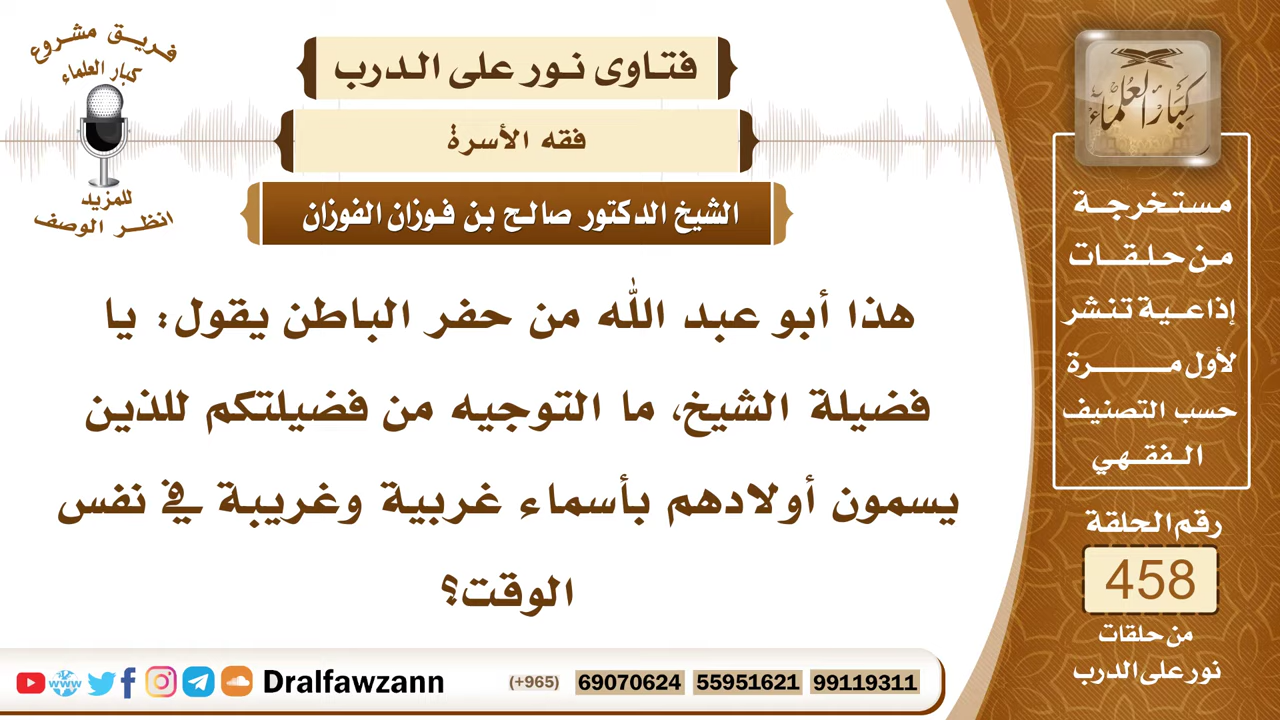 فريق مشروع
كبار العلماء
للمزيد
انظر الوصف
فتاوى نور على الدرب
فقه الأسرة
الشيخ الدكتور صالح بن فوزان الفوزان
هذا أبو عبد الله من حفر الباطن يقول: يا
فضيلة الشيخ، ما التوجيه من فضيلتكم للذين
يسمون أولادهم بأسماء غربية وغريبة في نفس
الوقت؟
كبار العلماء
مستخرجة
من حلقات
إذاعية تنشر
لأول مرة
حسب التصنيف
الفقهي
رقم الحلقة
458
من حلقات
نور على الدرب
www
Dralfawzann
(+965) 69070624 55951621 99119311